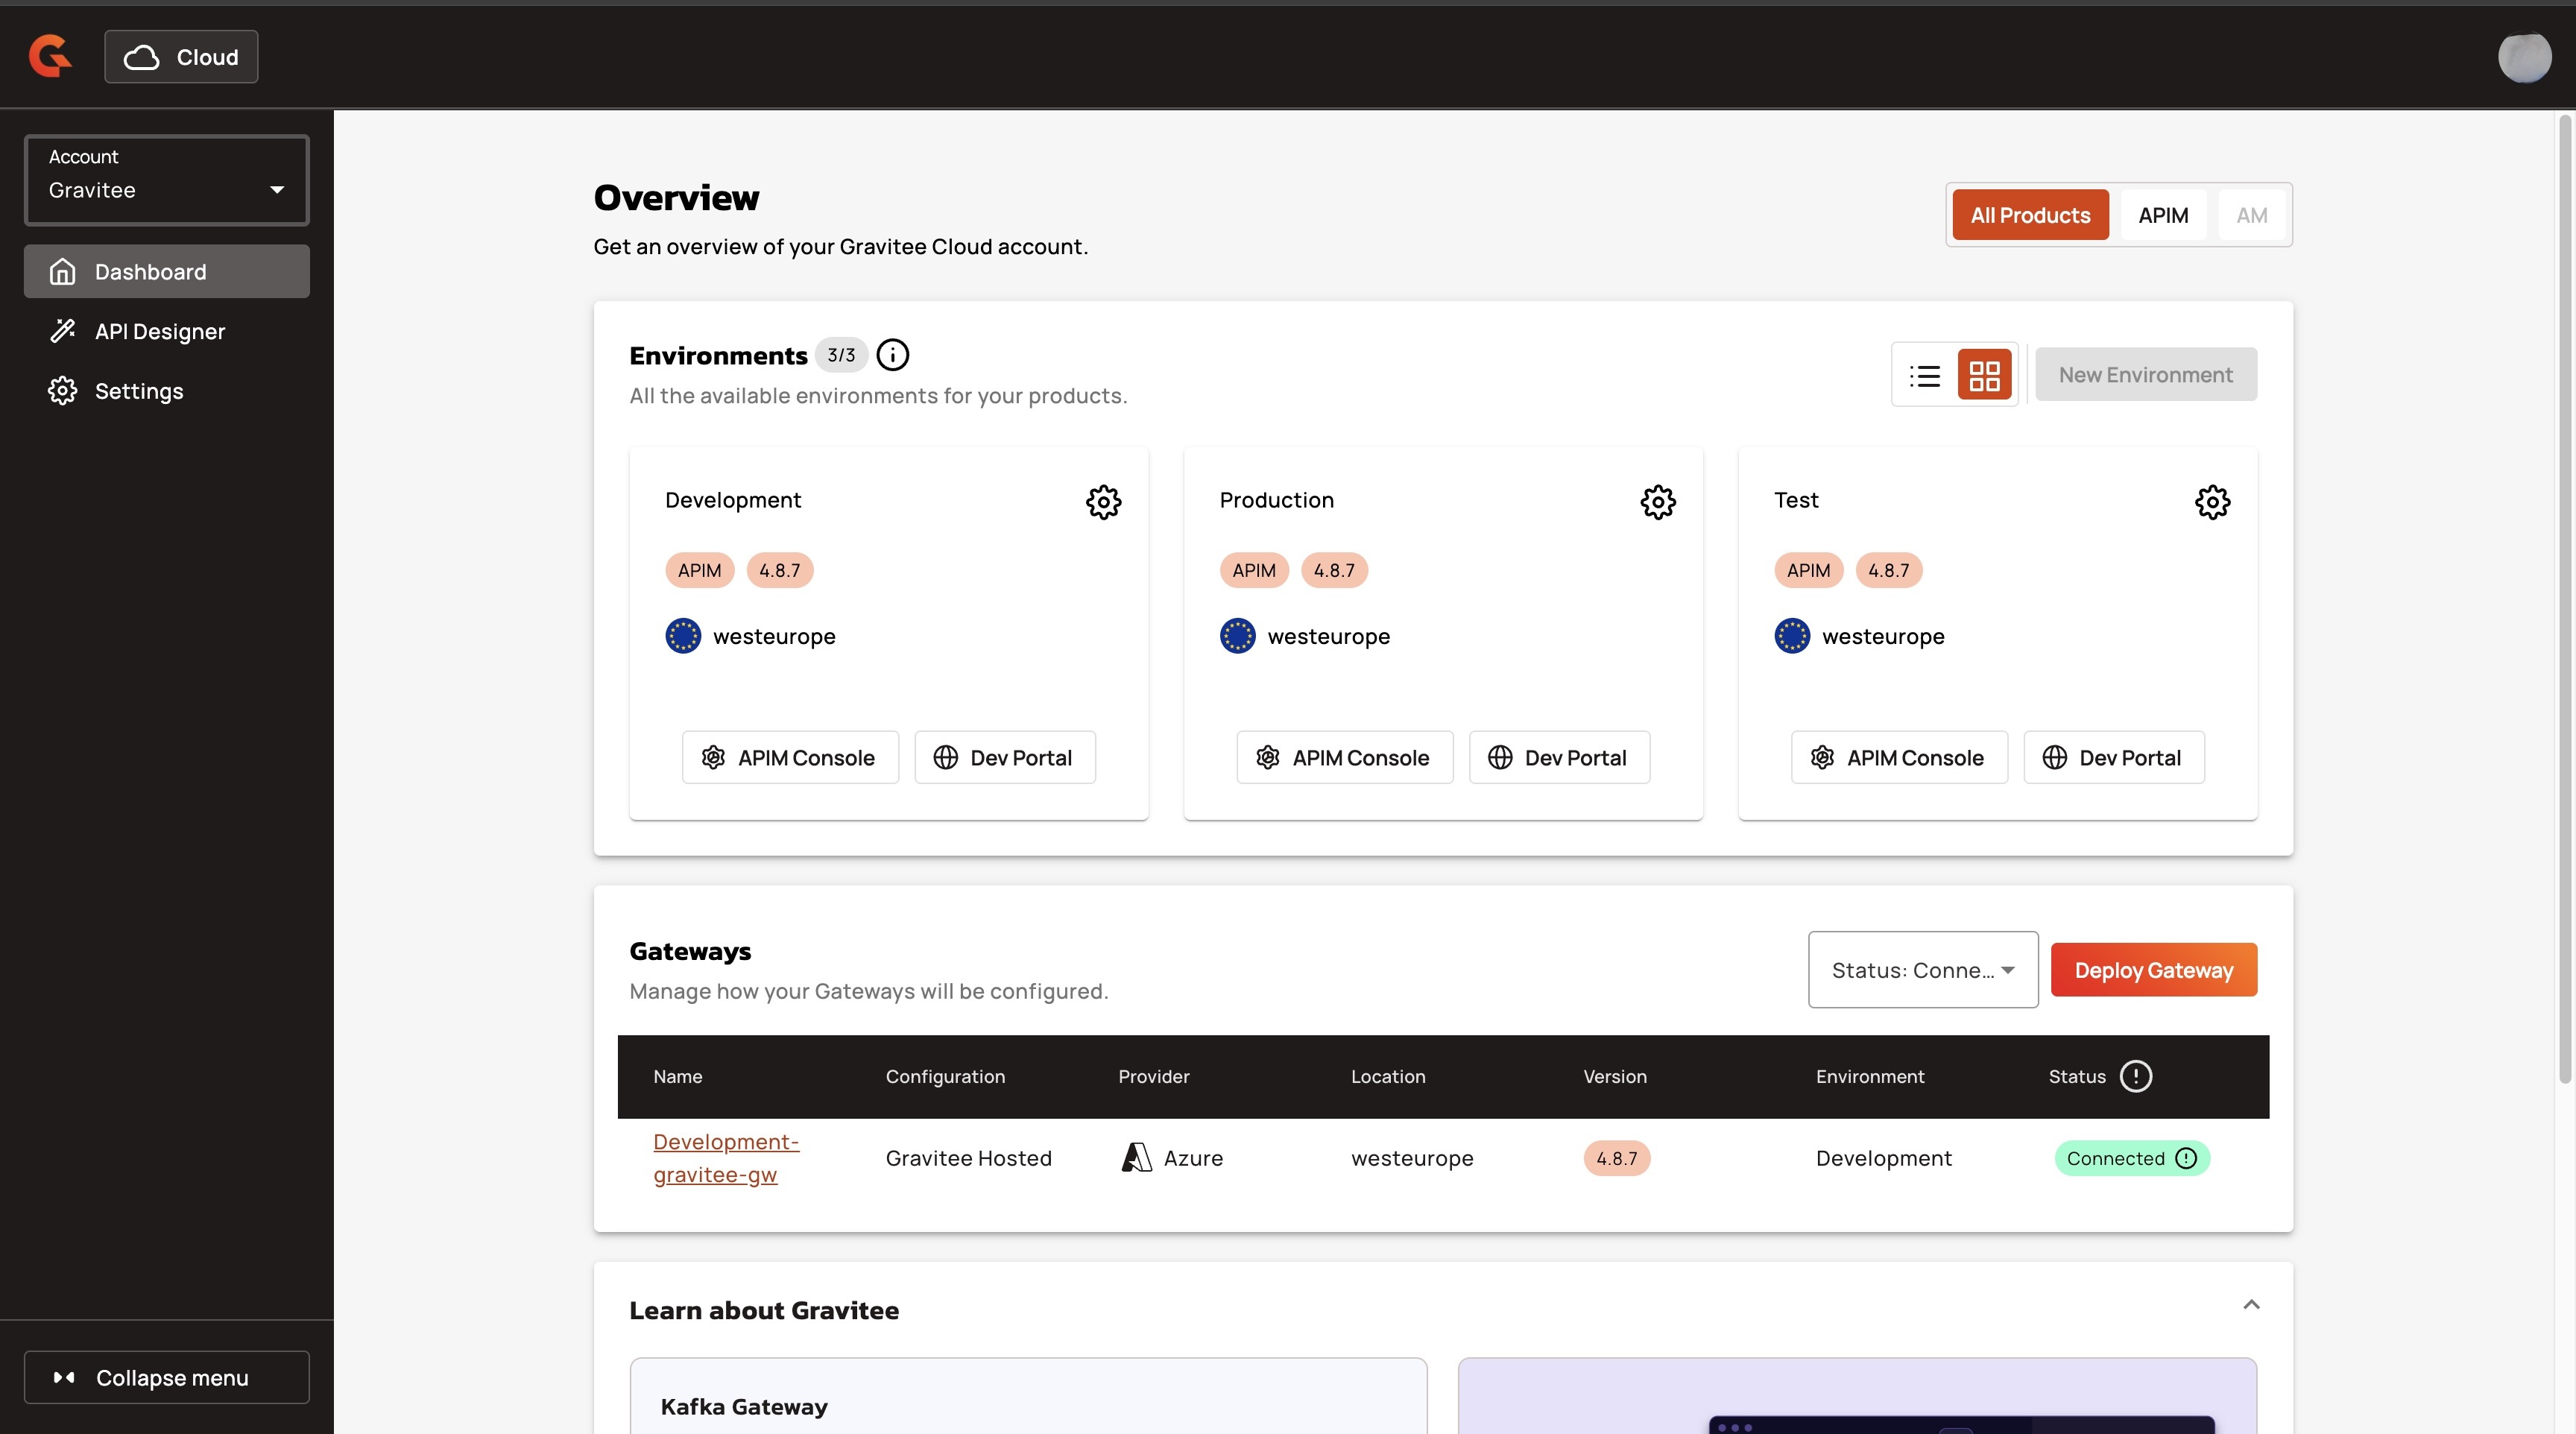 Cloud
Account
Gravitee
Dashboard
API Designer
Settings
Collapse menu
Overview
Get an overview of your Gravitee Cloud account.
All Products APIM AM
Environments 3/3
All the available environments for your products.
New Environment
Development
APIM 4.8.7
westeurope
APIM Console Dev Portal
Production
APIM 4.8.7
westeurope
APIM Console Dev Portal
Test
APIM 4.8.7
westeurope
APIM Console Dev Portal
Gateways
Manage how your Gateways will be configured.
Status: Conne...
Deploy Gateway
Name Configuration Provider Location Version Environment Status
Development-
gravitee-gw
Gravitee Hosted Azure westeurope 4.8.7 Development Connected
Learn about Gravitee
Kafka Gateway